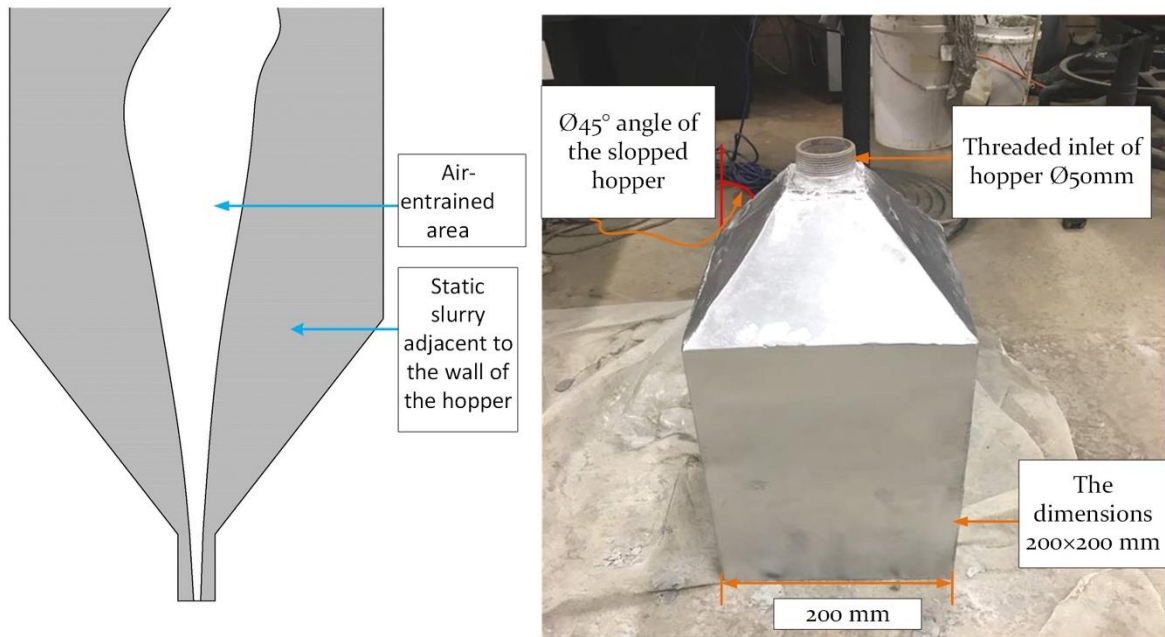 Air-
entrained
area
Static
slurry
adjacent to
the wall of
the hopper
Ø45° angle of
the slopped
hopper
Threaded inlet of
hopper Ø50mm
The
dimensions
200×200 mm
200 mm